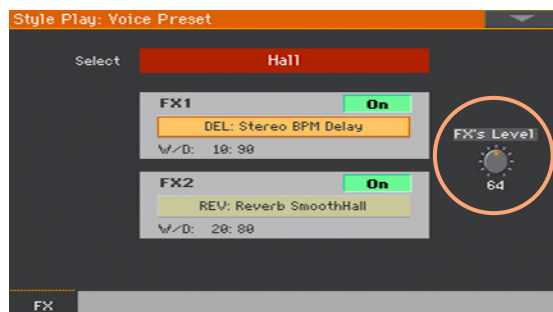 Style Play: Voice Preset
Select Hall
FX1 On
DEL: Stereo BPM Delay
W/D: 10:90
FX's Level
64
FX2 On
REV: Reverb SmoothHall
W/D: 20:80
FX